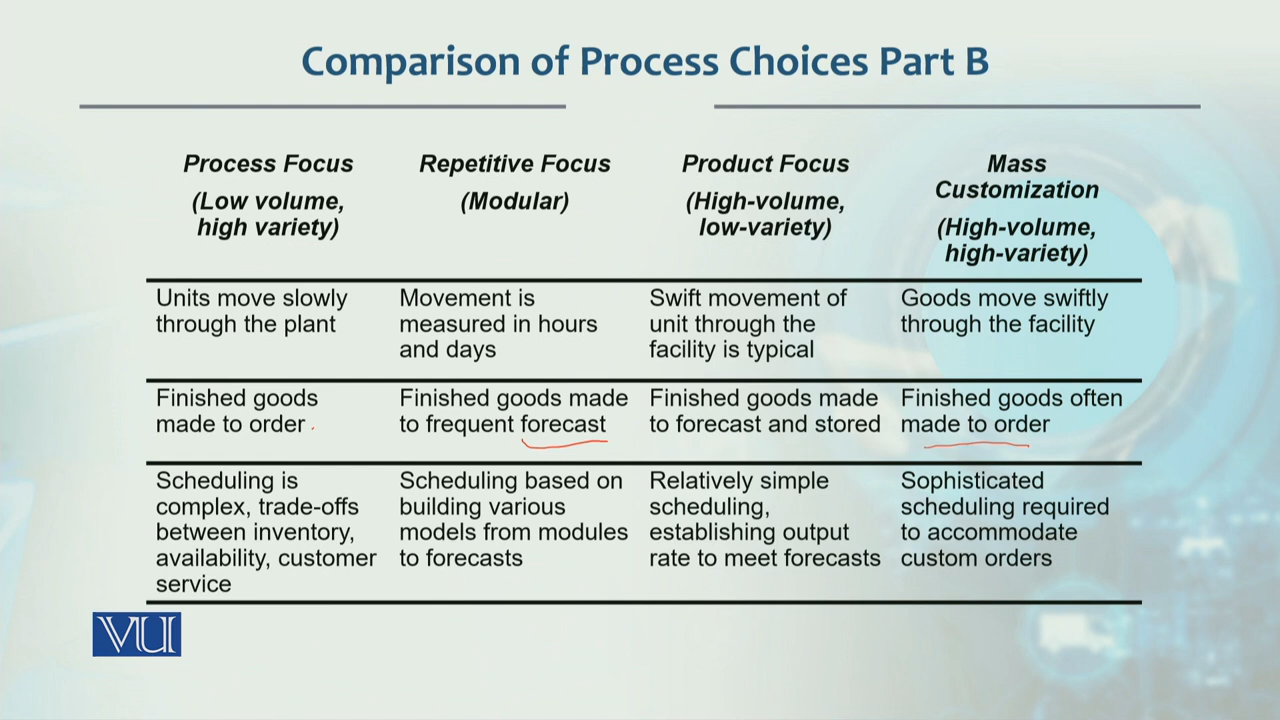 Comparison of Process Choices Part B
Process Focus
(Low volume,
high variety)
Repetitive Focus
(Modular)
Product Focus
(High-volume,
low-variety)
Mass
Customization
(High-volume,
high-variety)
Units move slowly
through the plant
Movement is
measured in hours
and days
Swift movement of
unit through the
facility is typical
Goods move swiftly
through the facility
Finished goods
made to order
Finished goods made
to frequent forecast
Finished goods made
to forecast and stored
Finished goods often
made to order
Scheduling is
complex, trade-offs
between inventory,
availability, customer
service
Scheduling based on
building various
models from modules
to forecasts
Relatively simple
scheduling,
establishing output
rate to meet forecasts
Sophisticated
scheduling required
to accommodate
custom orders
VU